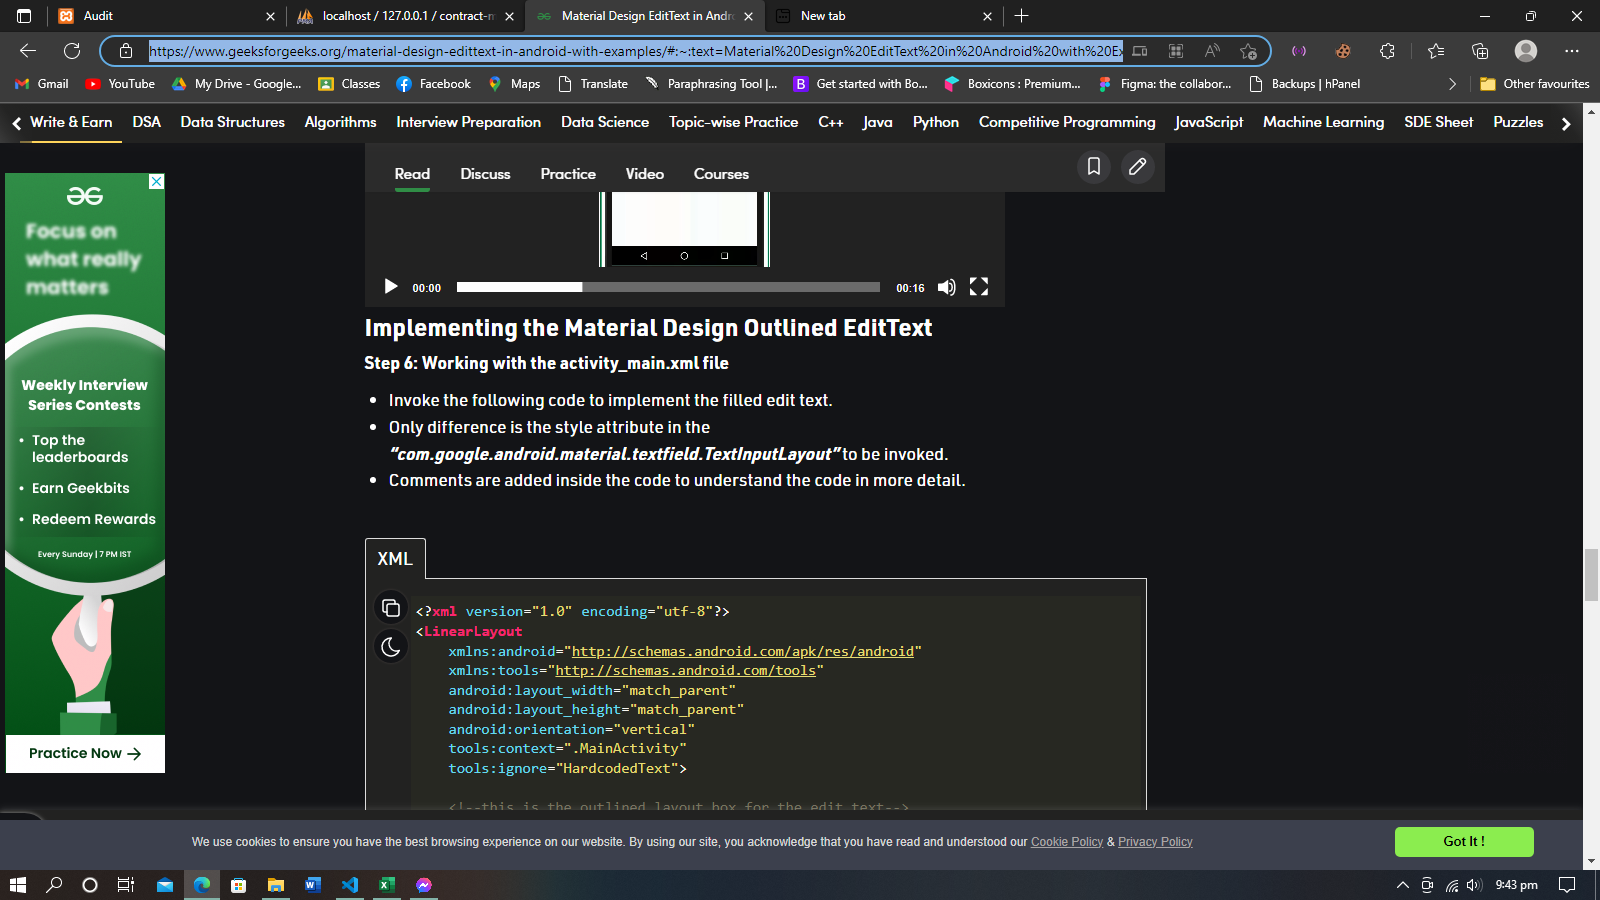 Audit
localhost / 127.0.0.1 / contract-m
Material Design EditText in Andro
New tab
https://www.geeksforgeeks.org/material-design-edittext-in-android-with-examples/#:~:text=Material%20Design%20EditText%20in%20Android%20with%20Ex
Gmail
YouTube
My Drive - Google...
Classes
Facebook
Maps
Translate
Paraphrasing Tool |...
Get started with Bo...
Boxicons : Premium...
Figma: the collabor...
Backups | hPanel
Other favourites
Write & Earn
DSA
Data Structures
Algorithms
Interview Preparation
Data Science
Topic-wise Practice
C++
Java
Python
Competitive Programming
JavaScript
Machine Learning
SDE Sheet
Puzzles
Read
Discuss
Practice
Video
Courses
Focus on
what really
matters
Weekly Interview
Series Contests
• Top the
leaderboards
• Earn Geekbits
• Redeem Rewards
Every Sunday | 7 PM IST
Practice Now →
00:00
00:16
Implementing the Material Design Outlined EditText
Step 6: Working with the activity_main.xml file
• Invoke the following code to implement the filled edit text.
• Only difference is the style attribute in the
“com.google.android.material.textfield.TextInputLayout” to be invoked.
• Comments are added inside the code to understand the code in more detail.
XML
<?xml version="1.0" encoding="utf-8"?>
<LinearLayout
xmlns:android="http://schemas.android.com/apk/res/android"
xmlns:tools="http://schemas.android.com/tools"
android:layout_width="match_parent"
android:layout_height="match_parent"
android:orientation="vertical"
tools:context=".MainActivity"
tools:ignore="HardcodedText">
<!--this is the outlined layout box for the edit text-->
We use cookies to ensure you have the best browsing experience on our website. By using our site, you acknowledge that you have read and understood our Cookie Policy & Privacy Policy
Got It !
9:43 pm